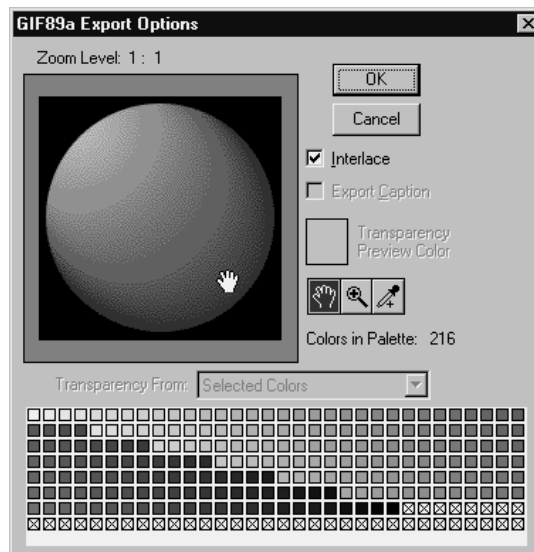 GIF89a Export Options
Zoom Level: 1 : 1
OK
Cancel
Interlace
Export Caption
Transparency
Preview Color
Colors in Palette: 216
Transparency From: Selected Colors